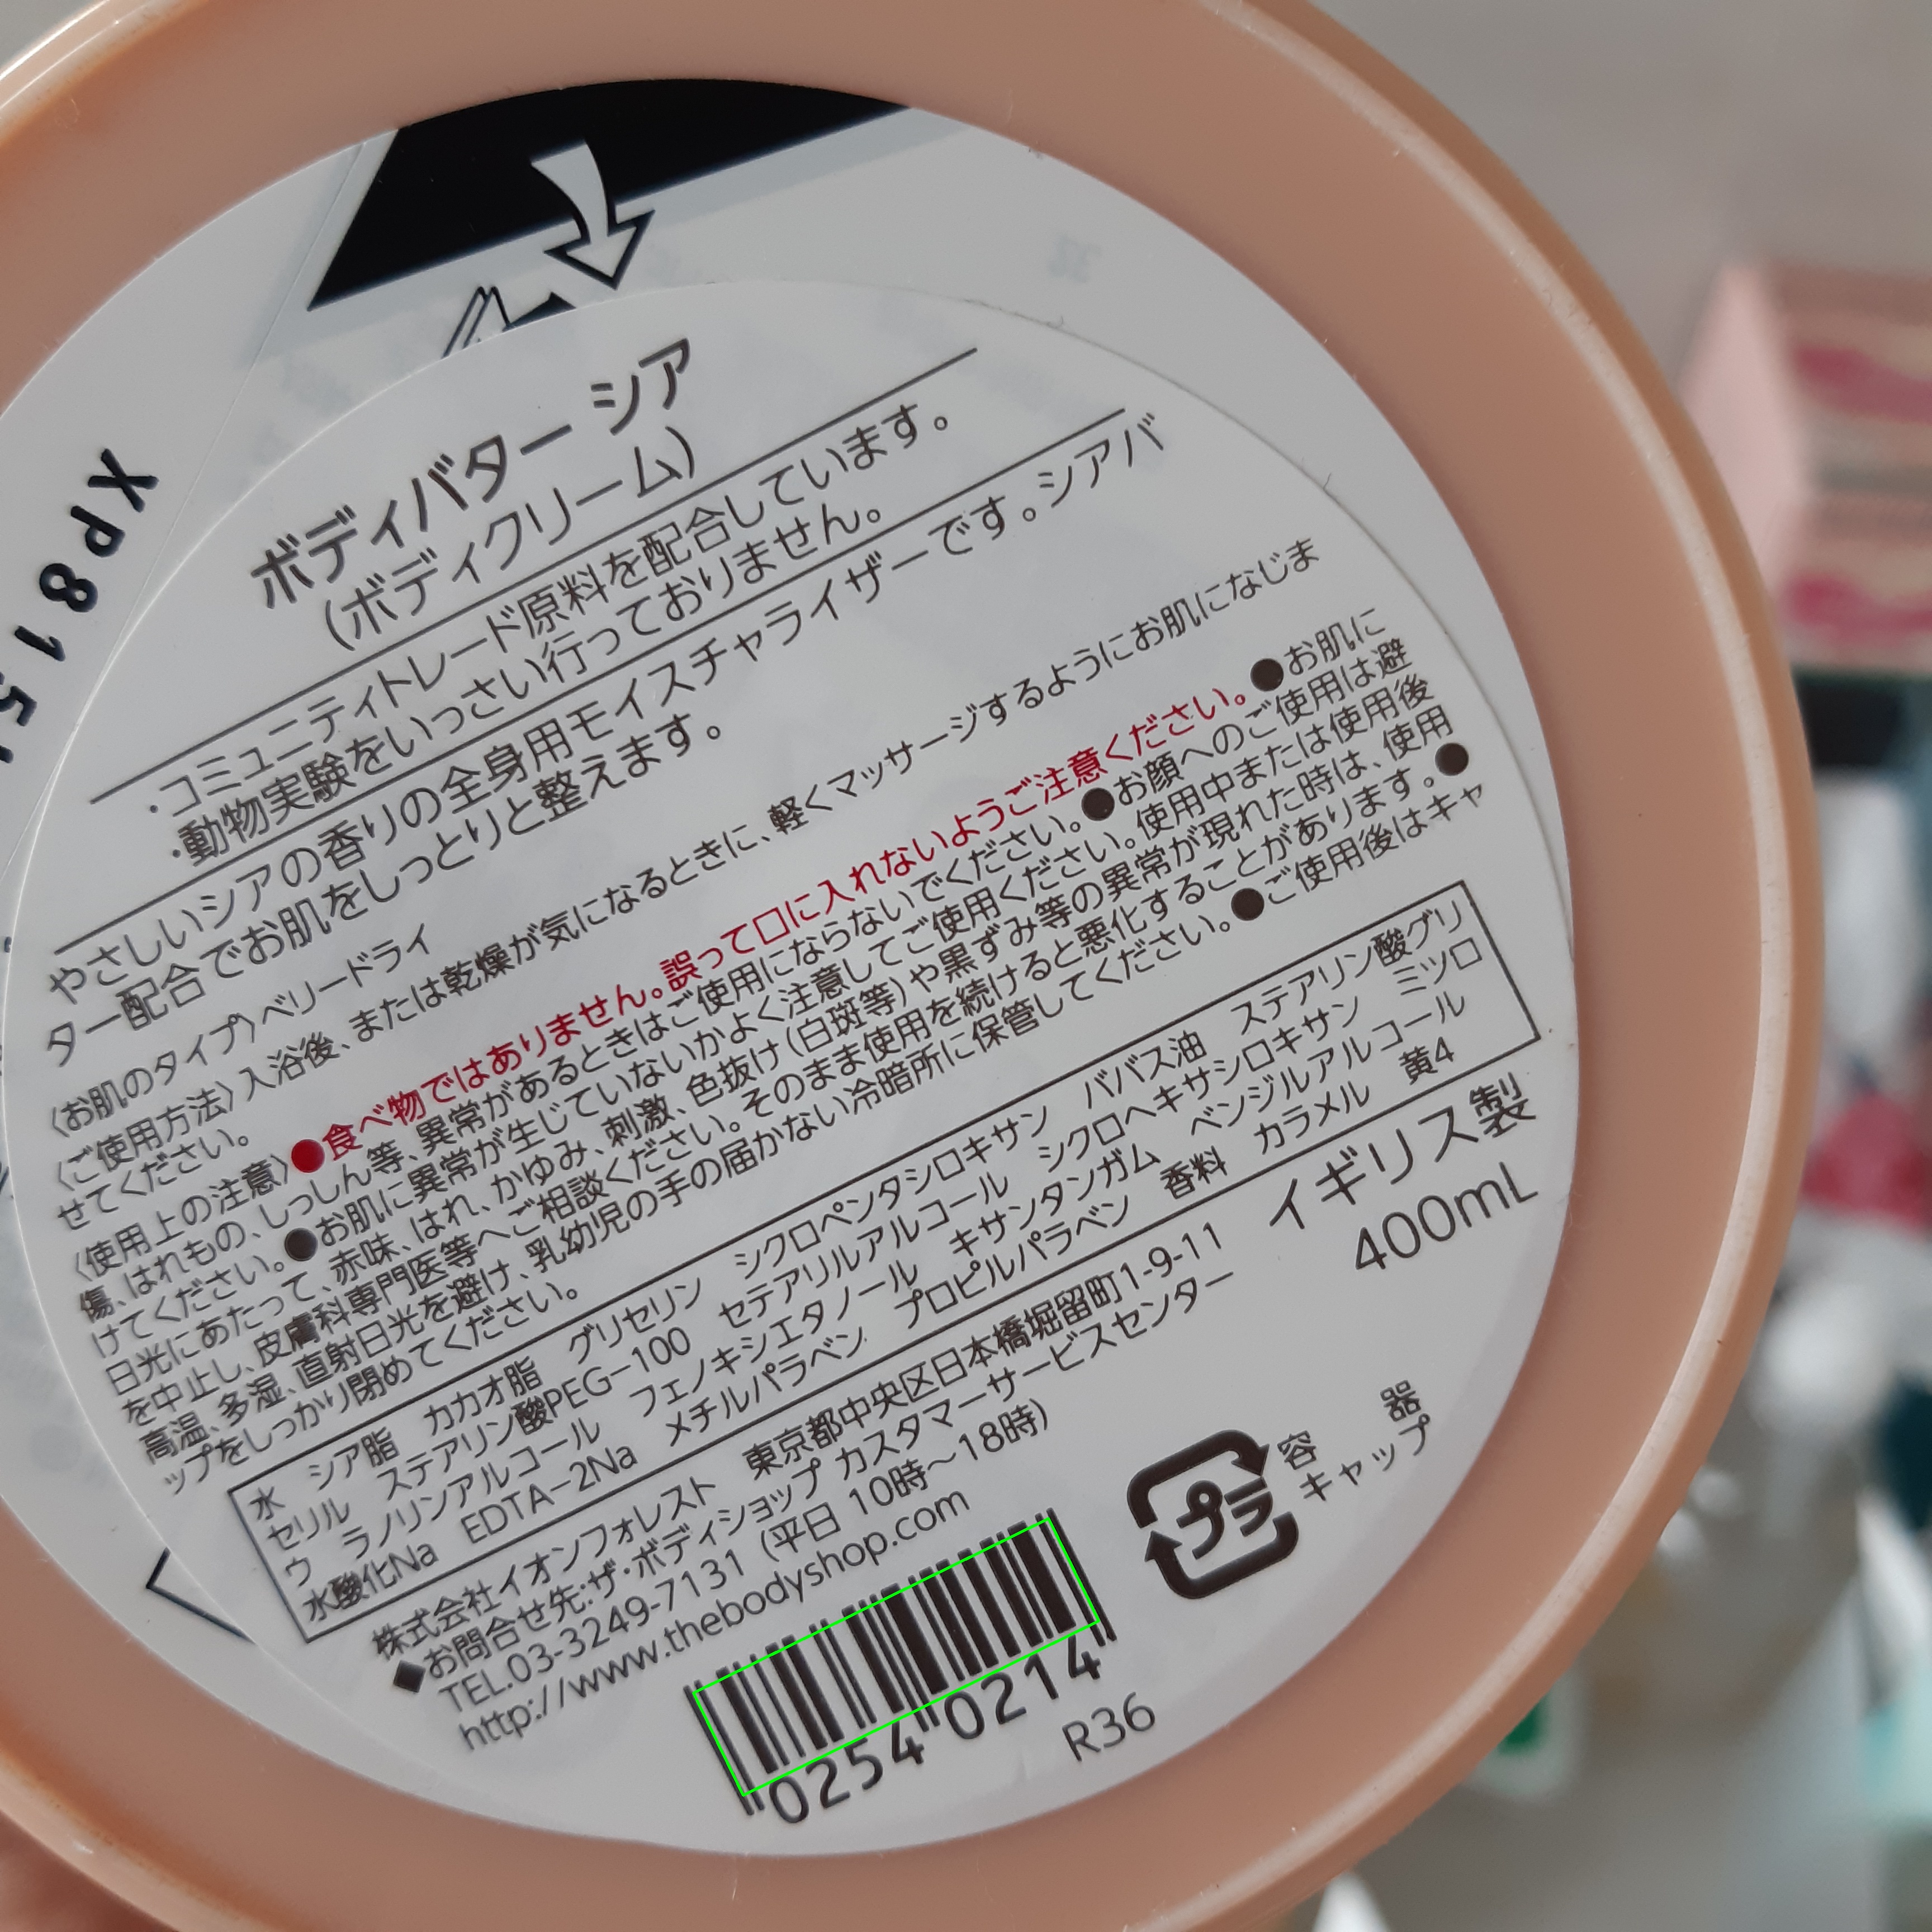 XP815
ボディバター シア
(ボディクリーム)
・コミュニティトレード原料を配合しています。
・動物実験をいっさい行っておりません。
やさしいシアの香りの全身用モイスチャライザーです。シアバ
ター配合でお肌をしっとりと整えます。
〈お肌のタイプ〉ベリードライ
〈ご使用方法〉入浴後、または乾燥が気になるときに、軽くマッサージするようにお肌になじま
せてください。
〈使用上の注意〉●食べ物ではありません。誤って口に入れないようご注意ください。●お肌に
傷、はれもの、しっしん等、異常があるときはご使用にならないでください。●お顔へのご使用は避
けてください。●お肌に異常が生じていないかよく注意してご使用ください。使用中または使用後
日光にあたって、赤味、はれ、かゆみ、刺激、色抜け(白斑等)や黒ずみ等の異常が現れた時は、使用
を中止し、皮膚科専門医等へご相談ください。そのまま使用を続けると悪化することがあります。●
高温、多湿、直射日光を避け、乳幼児の手の届かない冷暗所に保管してください。●ご使用後はキャ
ップをしっかり閉めてください。
水 シア脂 カカオ脂 グリセリン シクロペンタシロキサン ババス油 ステアリン酸グリ
セリル ステアリン酸PEG-100 セテアリルアルコール シクロヘキサシロキサン ミツロ
ウ ラノリンアルコール フェノキシエタノール キサンタンガム ベンジルアルコール
水酸化Na EDTA-2Na メチルパラベン プロピルパラベン 香料 カラメル 黄4
株式会社イオンフォレスト 東京都中央区日本橋堀留町1-9-11 イギリス製
◆お問合せ先:ザ・ボディショップ カスタマーサービスセンター 400mL
TEL.03-3249-7131 (平日 10時~18時)
http://www.thebodyshop.com
プラ
容 器
キャップ
0254 0214
R36